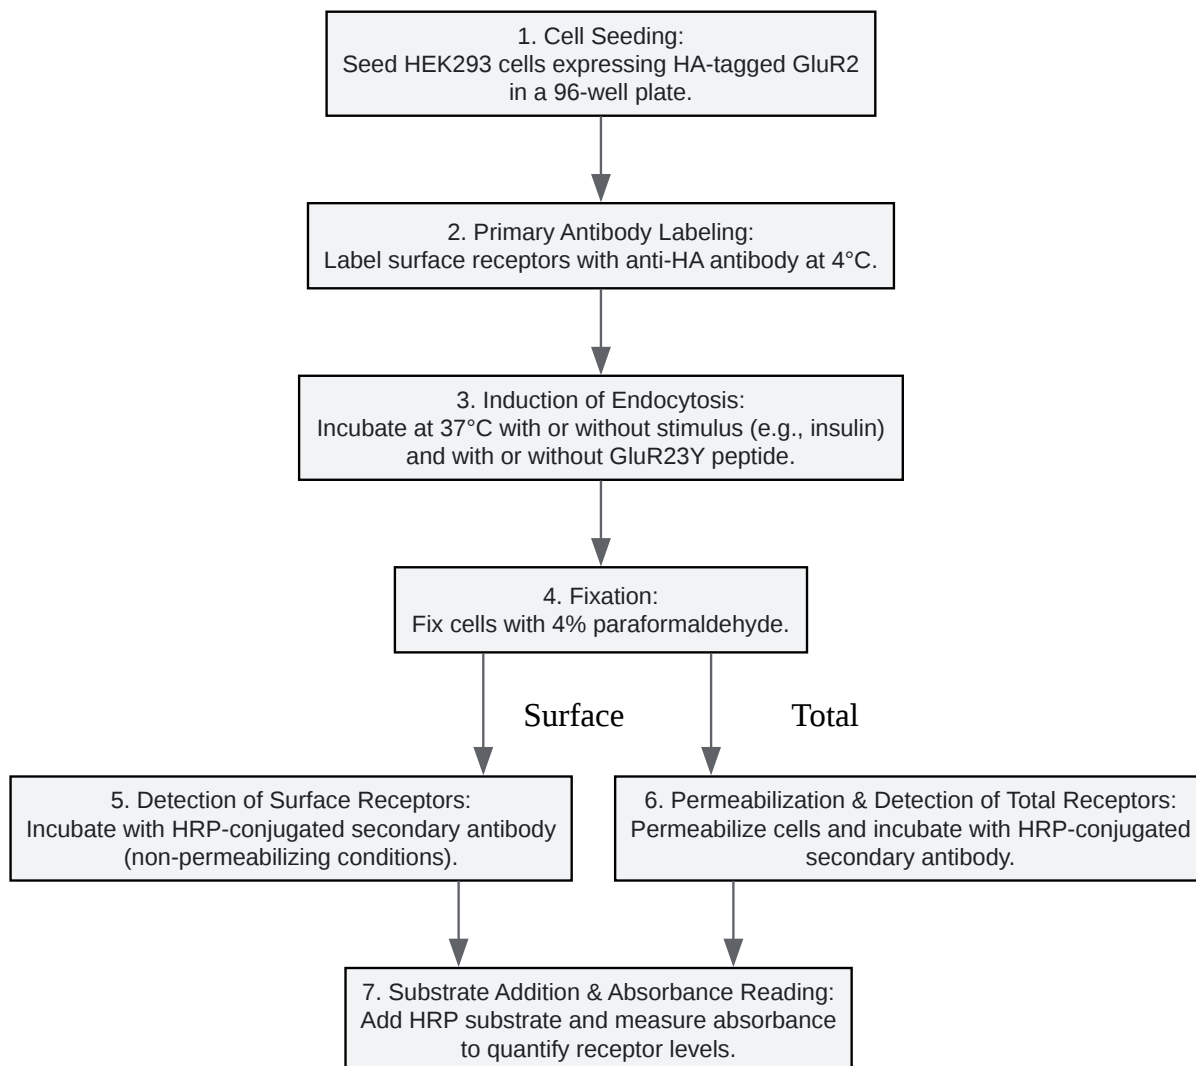 1. Cell Seeding:
Seed HEK293 cells expressing HA-tagged GluR2
in a 96-well plate.
2. Primary Antibody Labeling:
Label surface receptors with anti-HA antibody at 4°C.
3. Induction of Endocytosis:
Incubate at 37°C with or without stimulus (e.g., insulin)
and with or without GluR23Y peptide.
4. Fixation:
Fix cells with 4% paraformaldehyde.
Surface
Total
5. Detection of Surface Receptors:
Incubate with HRP-conjugated secondary antibody
(non-permeabilizing conditions).
6. Permeabilization & Detection of Total Receptors:
Permeabilize cells and incubate with HRP-conjugated
secondary antibody.
7. Substrate Addition & Absorbance Reading:
Add HRP substrate and measure absorbance
to quantify receptor levels.